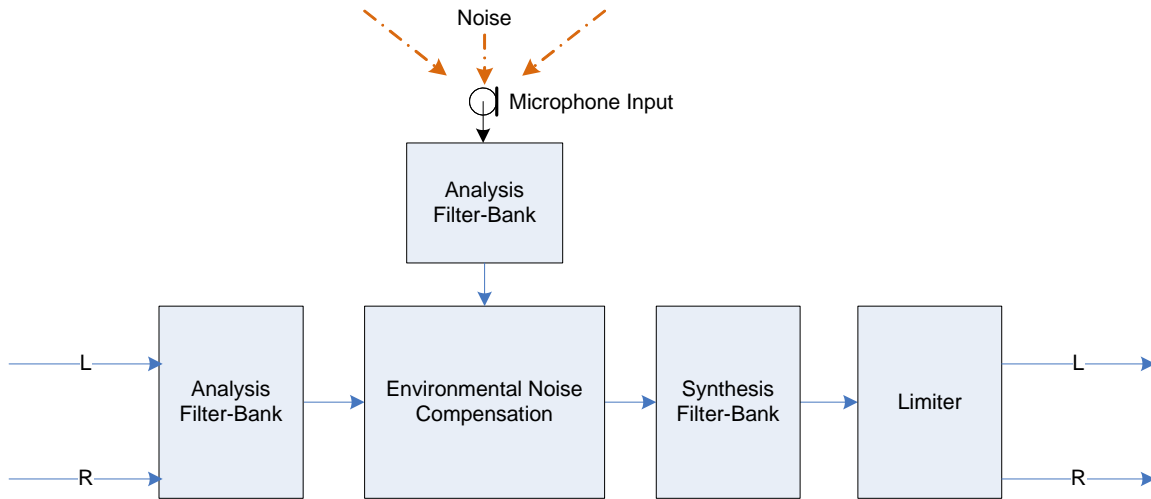 Noise
Microphone Input
Analysis
Filter-Bank
L
R
Analysis
Filter-Bank
Environmental Noise
Compensation
Synthesis
Filter-Bank
Limiter
L
R